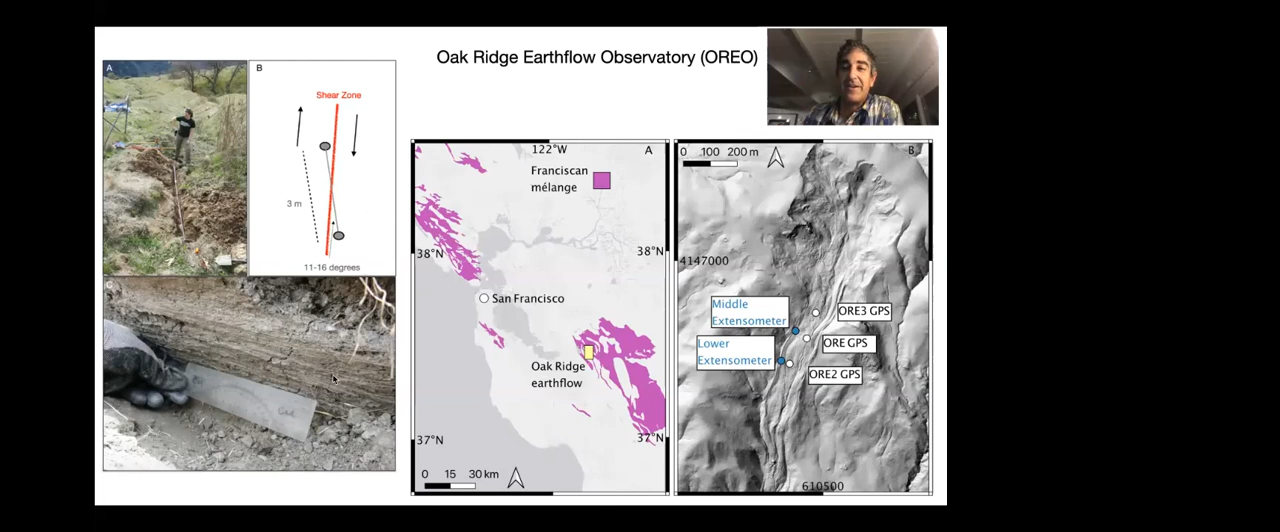 Oak Ridge Earthflow Observatory (OREO)
A
B
Shear Zone
3 m
11-16 degrees
C
122°W
A
Franciscan
mélange
38°N
38°N
San Francisco
Oak Ridge
earthflow
37°N
37°N
0 15 30 km
0 100 200 m
B
4147000
Middle
Extensometer
ORE3 GPS
Lower
Extensometer
ORE GPS
ORE2 GPS
610500